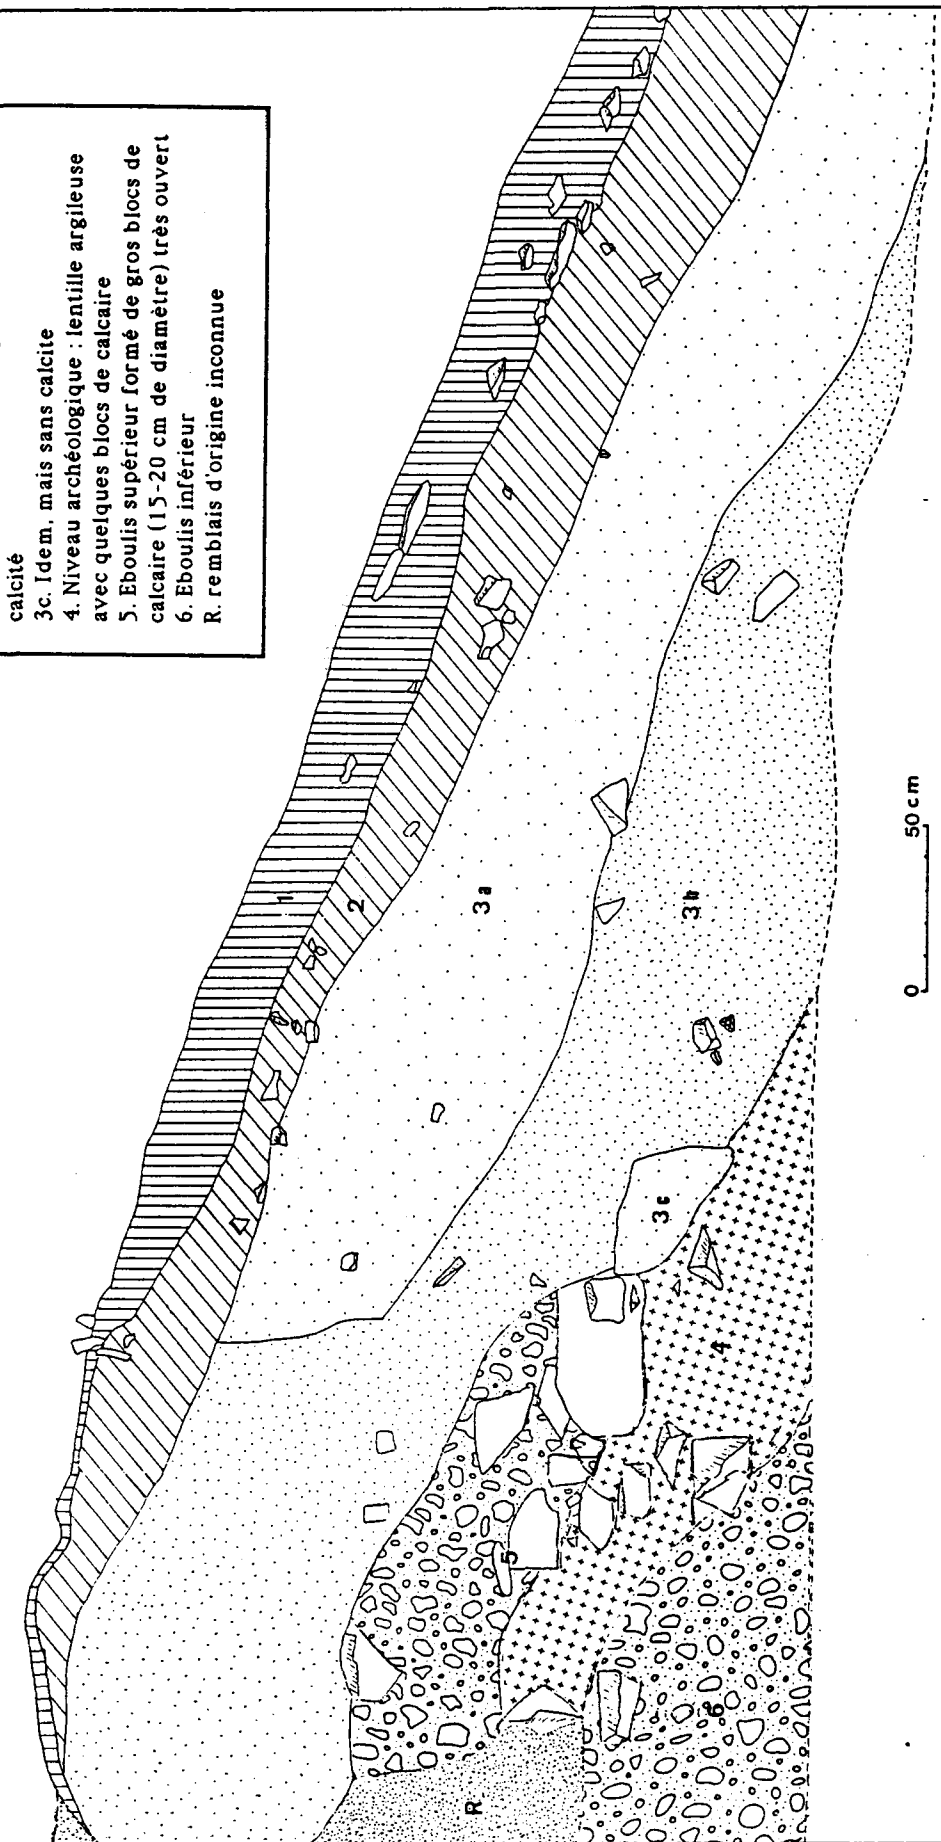 calcité
3c. Idem, mais sans calcite
4. Niveau archéologique : lentille argileuse
avec quelques blocs de calcaire
5. Eboulis supérieur formé de gros blocs de
calcaire (15-20 cm de diamètre) très ouvert
6. Eboulis inférieur
R. remblais d'origine inconnue
1
2
3a
3b
3c
4
5
6
R
0
50 cm